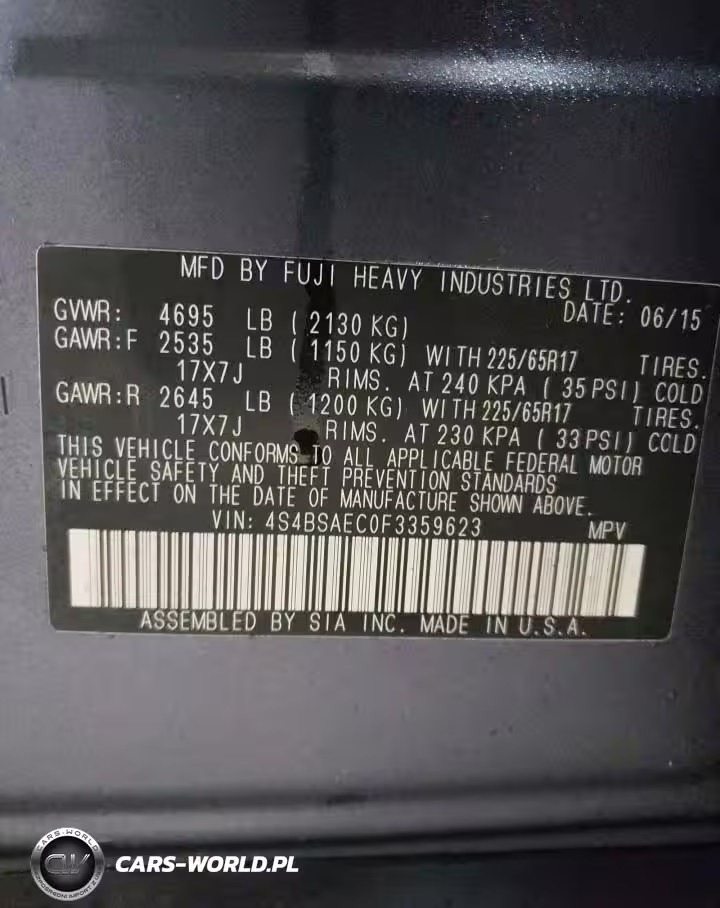 MFD BY FUJI HEAVY INDUSTRIES LTD.
DATE: 06/15
GVWR: 4695 LB ( 2130 KG)
GAWR:F 2535 LB ( 1150 KG) WITH 225/65R17 TIRES.
17X7J RIMS. AT 240 KPA ( 35 PSI) COLD
GAWR:R 2645 LB ( 1200 KG) WITH 225/65R17 TIRES.
17X7J RIMS. AT 230 KPA ( 33 PSI) COLD
THIS VEHICLE CONFORMS TO ALL APPLICABLE FEDERAL MOTOR
VEHICLE SAFETY AND THEFT PREVENTION STANDARDS
IN EFFECT ON THE DATE OF MANUFACTURE SHOWN ABOVE.
VIN: 4S4BSAEC0F3359623 MPV
ASSEMBLED BY SIA INC. MADE IN U.S.A.
CARS-WORLD
CW
CARS-WORLD.PL